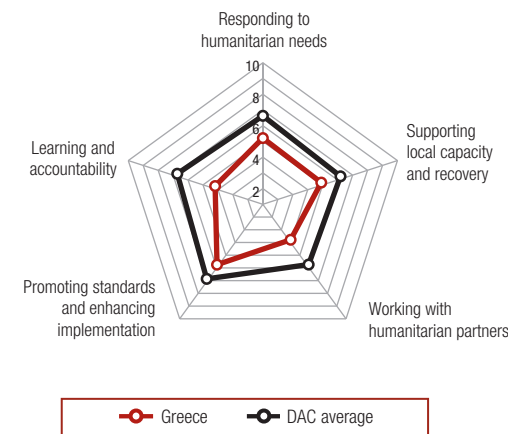 Responding to
humanitarian needs
10
8
6
4
2
Supporting
local capacity
and recovery
Learning and
accountability
Promoting standards
and enhancing
implementation
Working with
humanitarian partners
Greece
DAC average